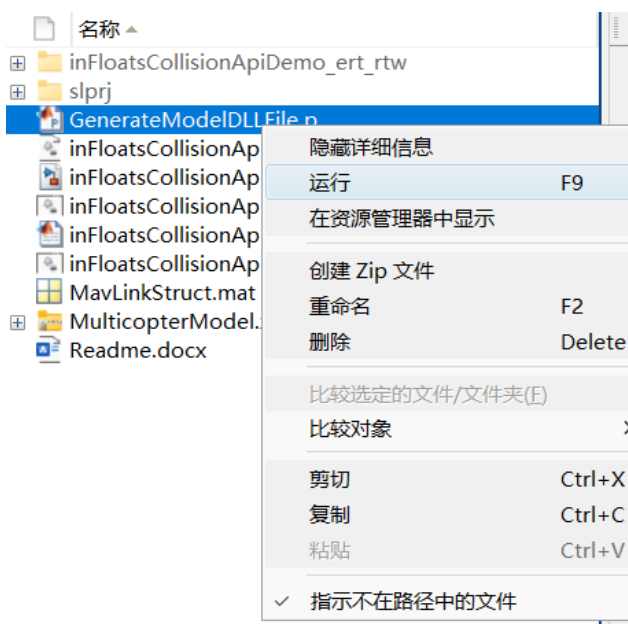 名称
inFloatsCollisionApiDemo_ert_rtw
slprj
GenerateModelDLLFile.p
inFloatsCollisionAp
inFloatsCollisionAp
inFloatsCollisionAp
inFloatsCollisionAp
inFloatsCollisionAp
MavLinkStruct.mat
MulticopterModel.
Readme.docx
隐藏详细信息
运行 F9
在资源管理器中显示
创建 Zip 文件
重命名 F2
删除 Delete
比较选定的文件/文件夹(F)
比较对象
剪切 Ctrl+X
复制 Ctrl+C
粘贴 Ctrl+V
指示不在路径中的文件